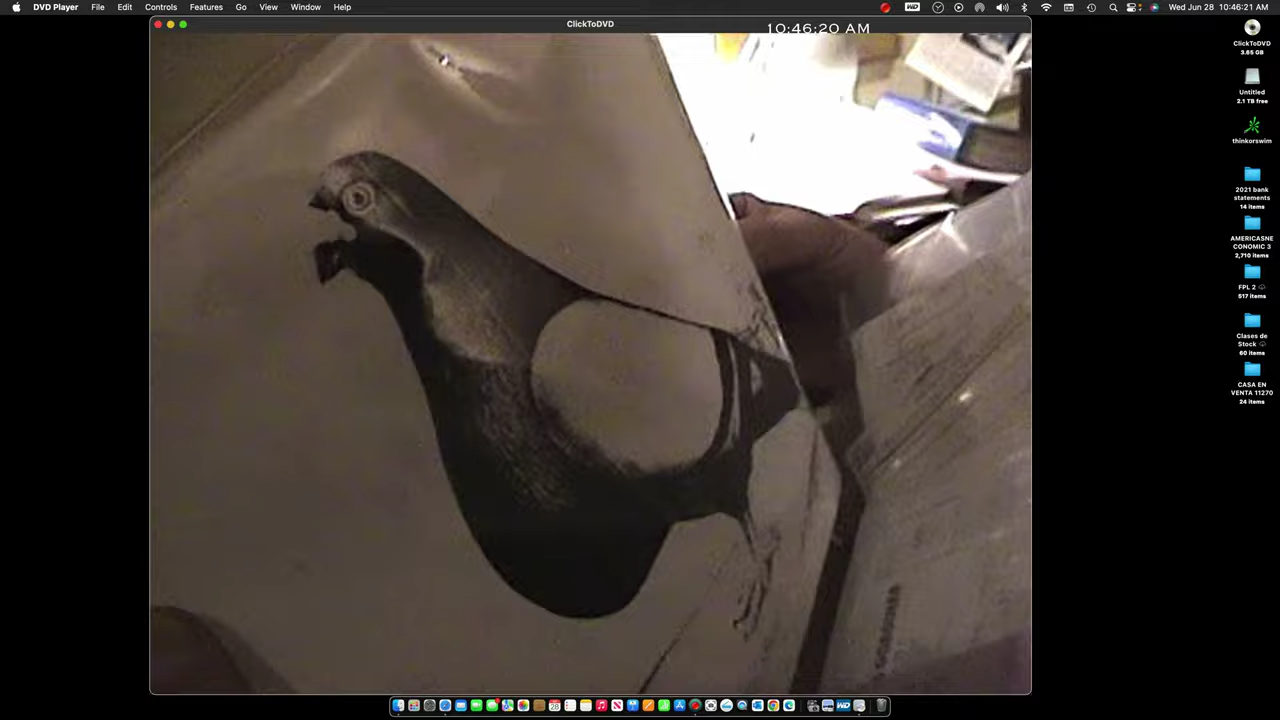 DVD Player File Edit Controls Features Go View Window Help
Wed Jun 28 10:46:21 AM
ClickToDVD
10:46:20 AM
ClickToDVD
3.65 GB
Untitled
2.1 TB free
thinkorswim
2021 bank
statements
14 items
AMERICASNE
CONOMIC 3
2,710 items
FPL 2
517 items
Clases de
Stock
60 items
CASA EN
VENTA 11270
24 items